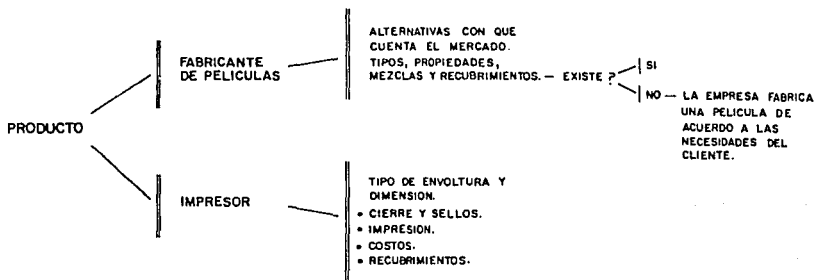 PRODUCTO
FABRICANTE
DE PELICULAS
ALTERNATIVAS CON QUE
CUENTA EL MERCADO.
TIPOS, PROPIEDADES,
MEZCLAS Y RECUBRIMIENTOS. — EXISTE ?
SI
NO — LA EMPRESA FABRICA
UNA PELICULA DE
ACUERDO A LAS
NECESIDADES DEL
CLIENTE.
IMPRESOR
TIPO DE ENVOLTURA Y
DIMENSION.
• CIERRE Y SELLOS.
• IMPRESION.
• COSTOS.
• RECUBRIMIENTOS.